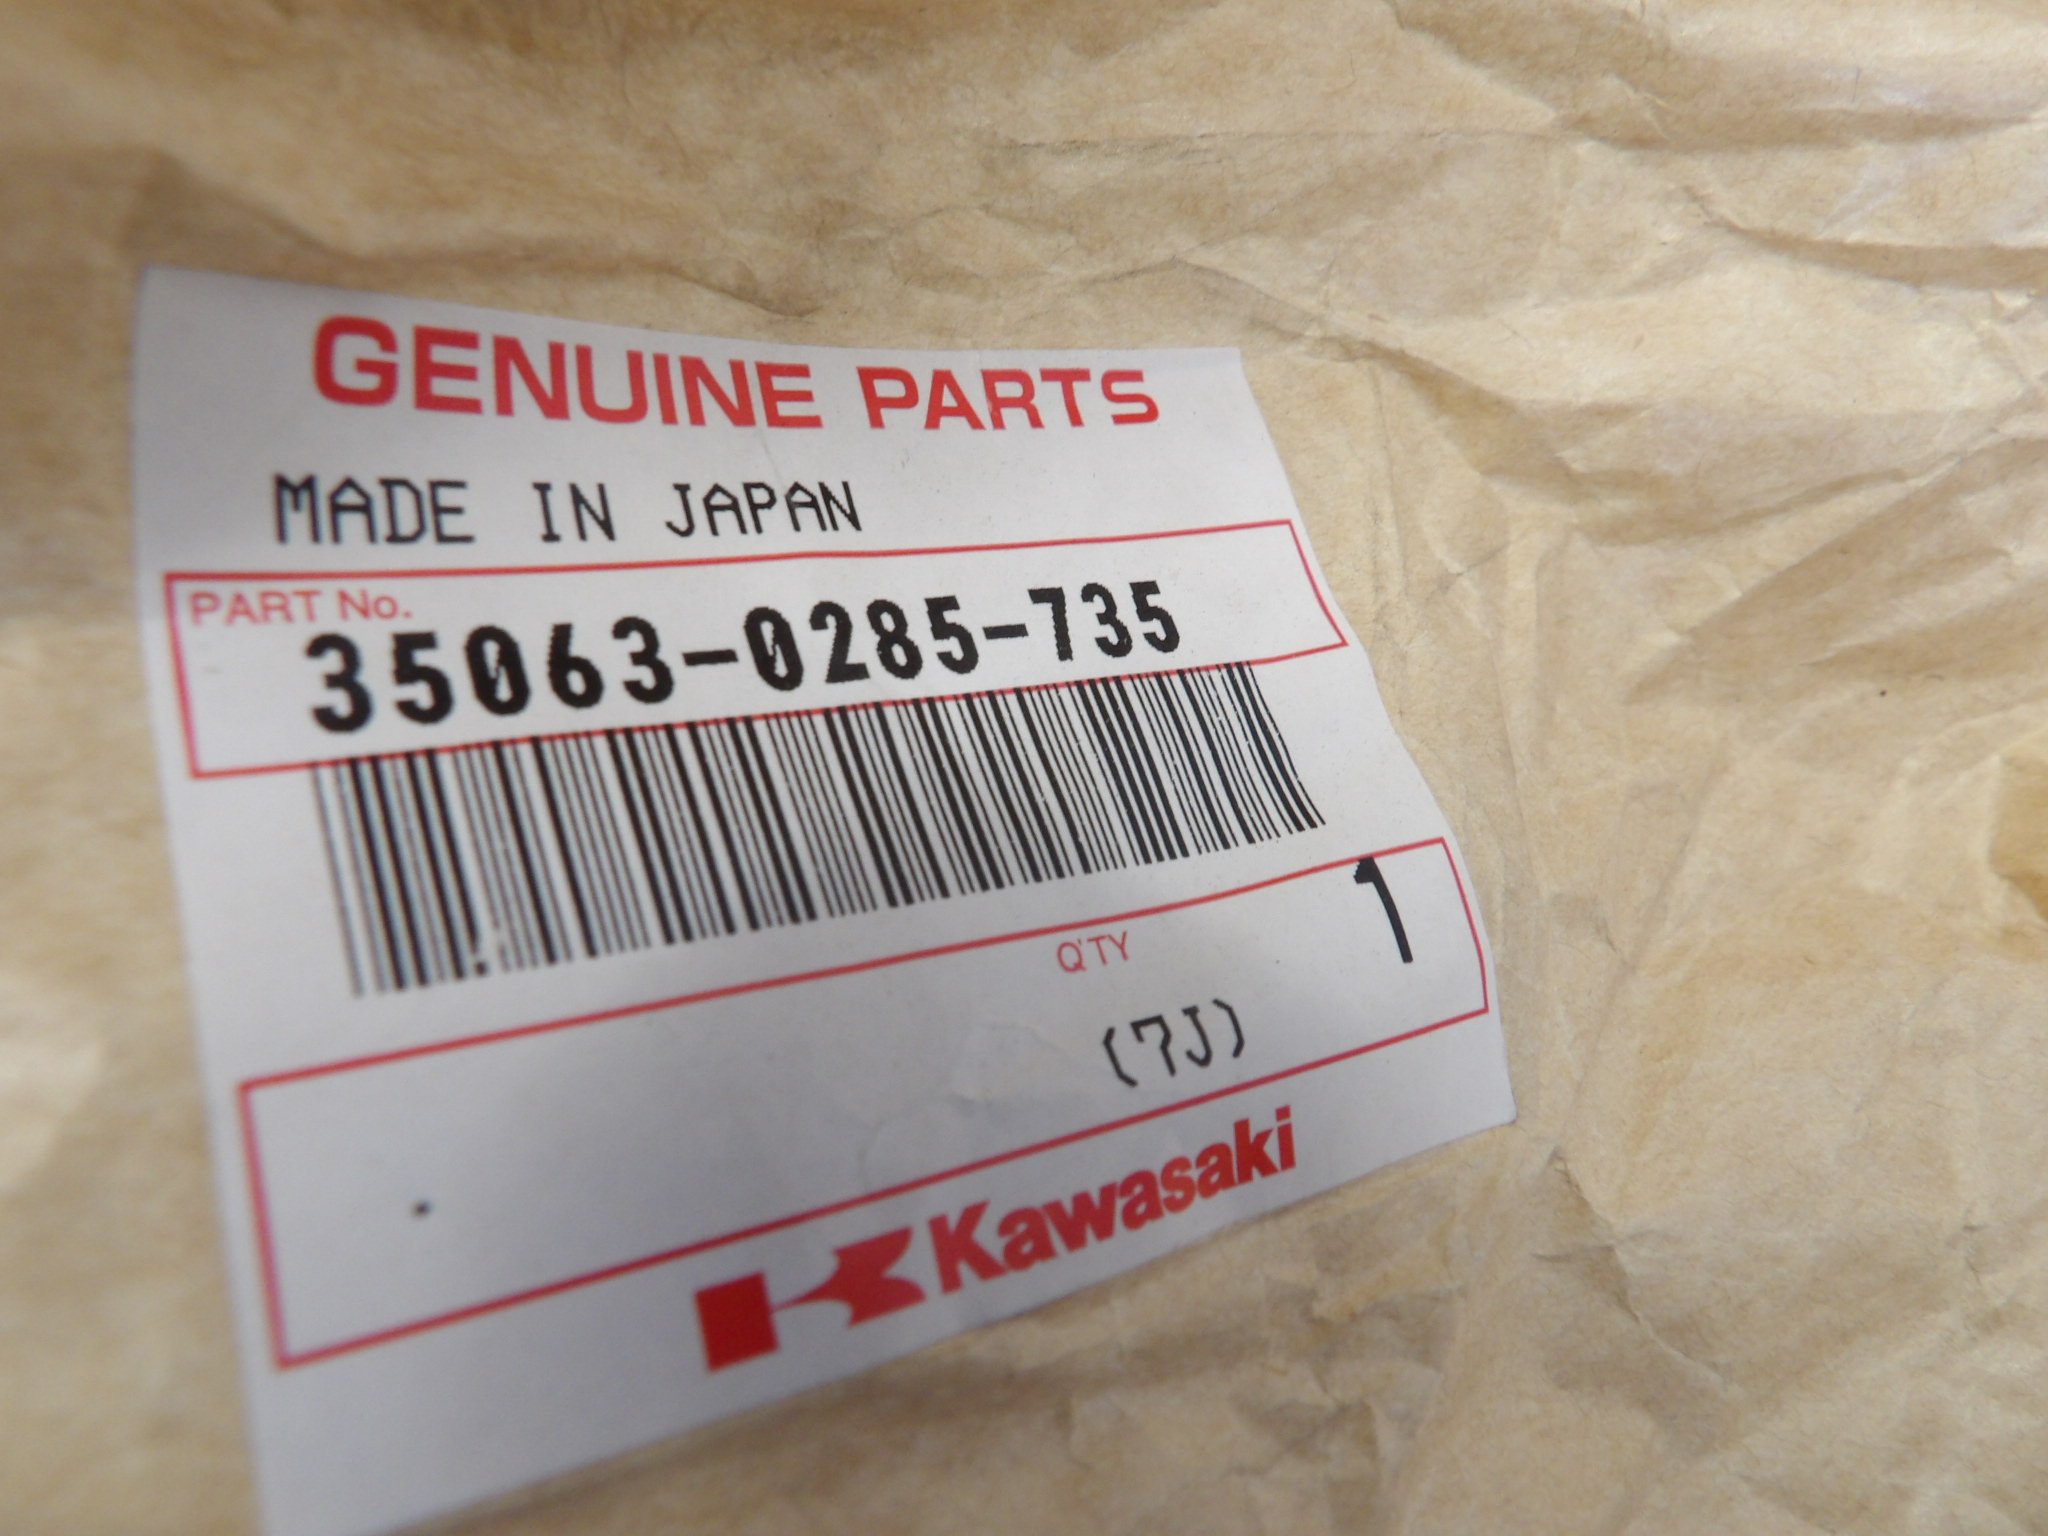 GENUINE PARTS
MADE IN JAPAN
PART No.
35063-0285-735
Q'TY 1
(7J)
Kawasaki